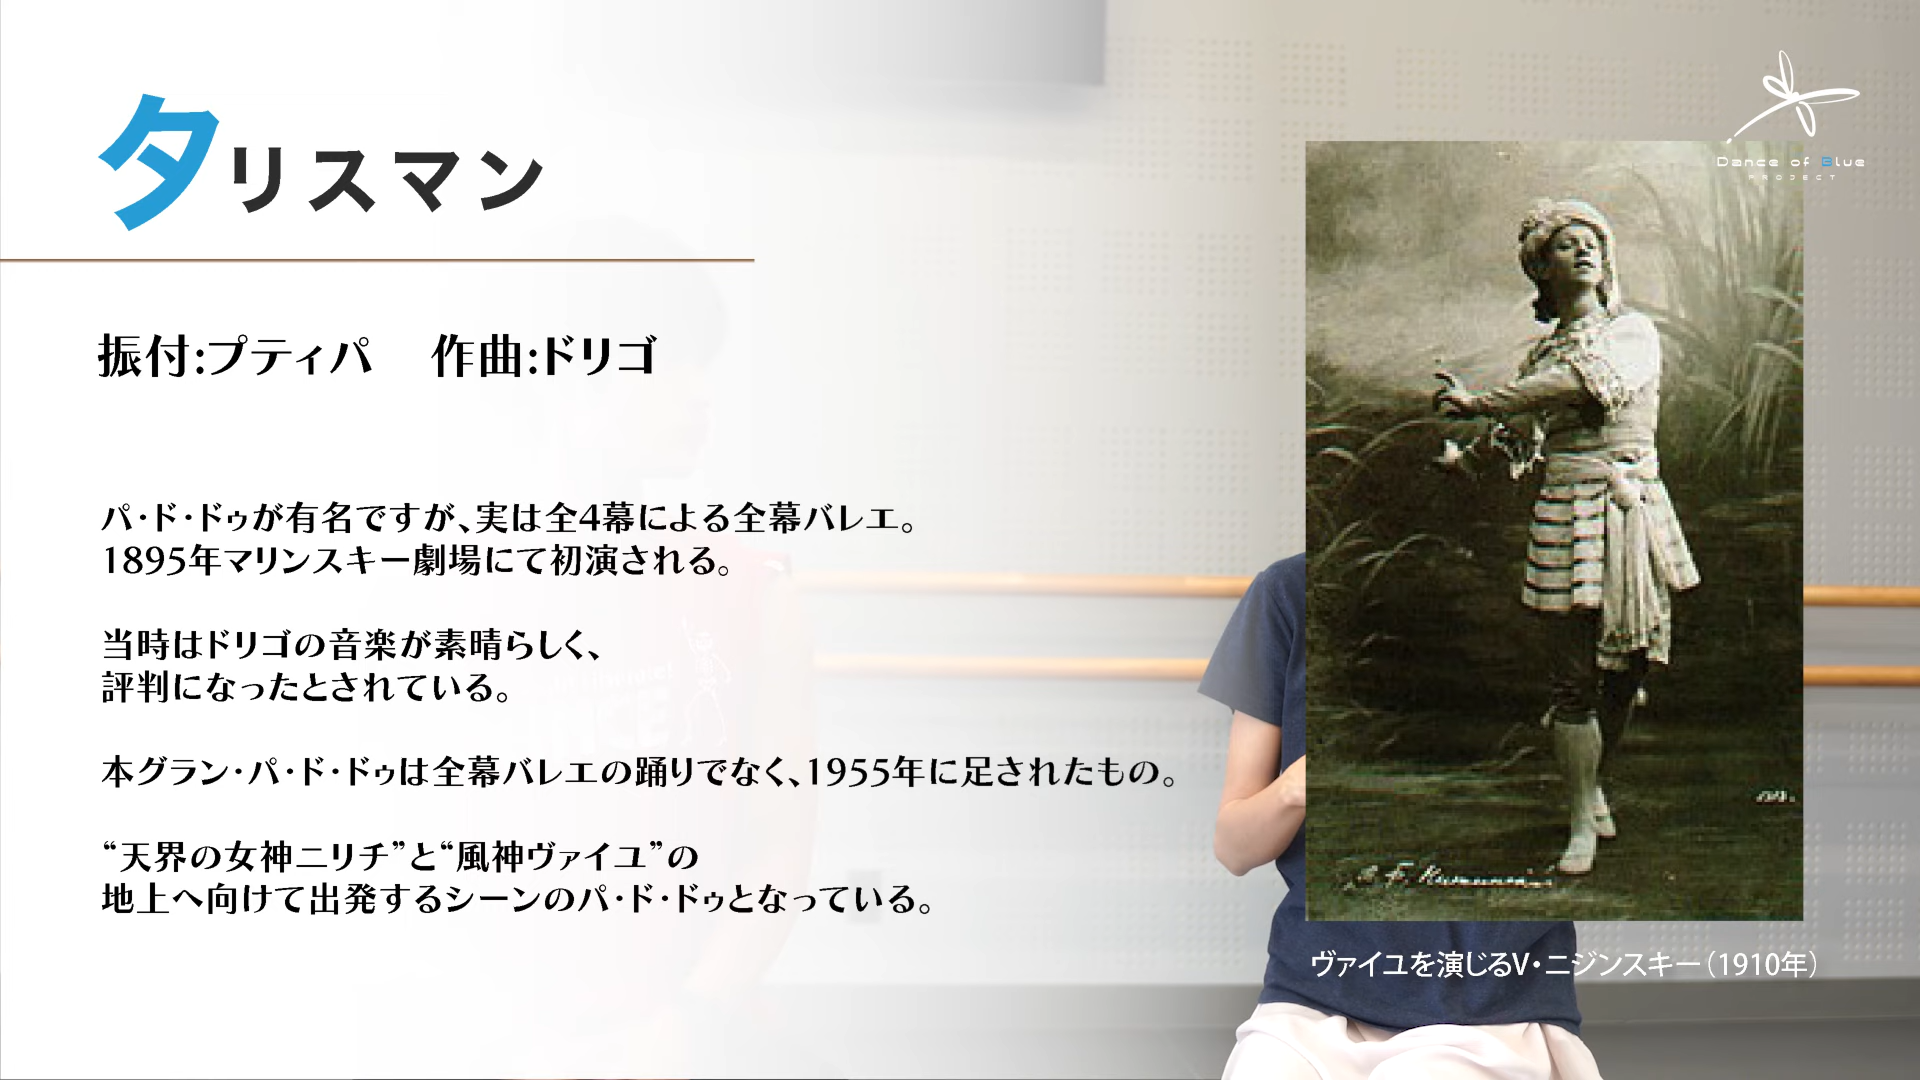 タリスマン
振付:プティパ 作曲:ドリゴ
パ・ド・ドゥが有名ですが、実は全4幕による全幕バレエ。
1895年マリンスキー劇場にて初演される。
当時はドリゴの音楽が素晴らしく、
評判になったとされている。
本グラン・パ・ド・ドゥは全幕バレエの踊りでなく、1955年に足されたもの。
“天界の女神ニリチ”と“風神ヴァイユ”の
地上へ向けて出発するシーンのパ・ド・ドゥとなっている。
Dance of Blue
PROJECT
ヴァイユを演じるV・ニジンスキー（1910年）